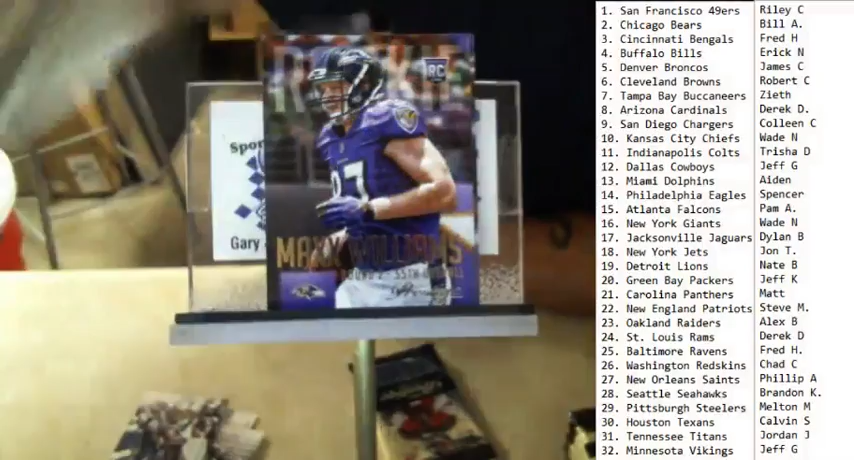 ROOKIE
RC
87
Spor
Gary
MAXX WILLIAMS
ROUND 2 - 55TH OVERALL
1. San Francisco 49ers Riley C
2. Chicago Bears Bill A.
3. Cincinnati Bengals Fred H
4. Buffalo Bills Erick N
5. Denver Broncos James C
6. Cleveland Browns Robert C
7. Tampa Bay Buccaneers Zieth
8. Arizona Cardinals Derek D.
9. San Diego Chargers Colleen C
10. Kansas City Chiefs Wade N
11. Indianapolis Colts Trisha D
12. Dallas Cowboys Jeff G
13. Miami Dolphins Aiden
14. Philadelphia Eagles Spencer
15. Atlanta Falcons Pam A.
16. New York Giants Wade N
17. Jacksonville Jaguars Dylan B
18. New York Jets Jon T.
19. Detroit Lions Nate B
20. Green Bay Packers Jeff K
21. Carolina Panthers Matt
22. New England Patriots Steve M.
23. Oakland Raiders Alex B
24. St. Louis Rams Derek D
25. Baltimore Ravens Fred H.
26. Washington Redskins Chad C
27. New Orleans Saints Phillip A
28. Seattle Seahawks Brandon K.
29. Pittsburgh Steelers Melton M
30. Houston Texans Calvin S
31. Tennessee Titans Jordan J
32. Minnesota Vikings Jeff G